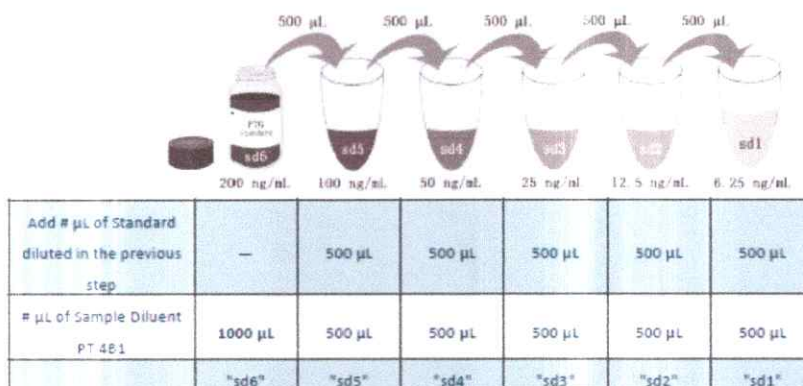 500 µL 500 µL 500 µL 500 µL 500 µL
PTG
sd6 sd5 sd4 sd3 sd2 sd1
200 ng/mL 100 ng/mL 50 ng/mL 25 ng/ml 12.5 ng/mL 6.25 ng/mL
Add # µL of Standard
diluted in the previous
step
— 500 µL 500 µL 500 µL 500 µL 500 µL
# µL of Sample Diluent
PT 4B1
1000 µL 500 µL 500 µL 500 µL 500 µL 500 µL
"sd6" "sd5" "sd4" "sd3" "sd2" "sd1"